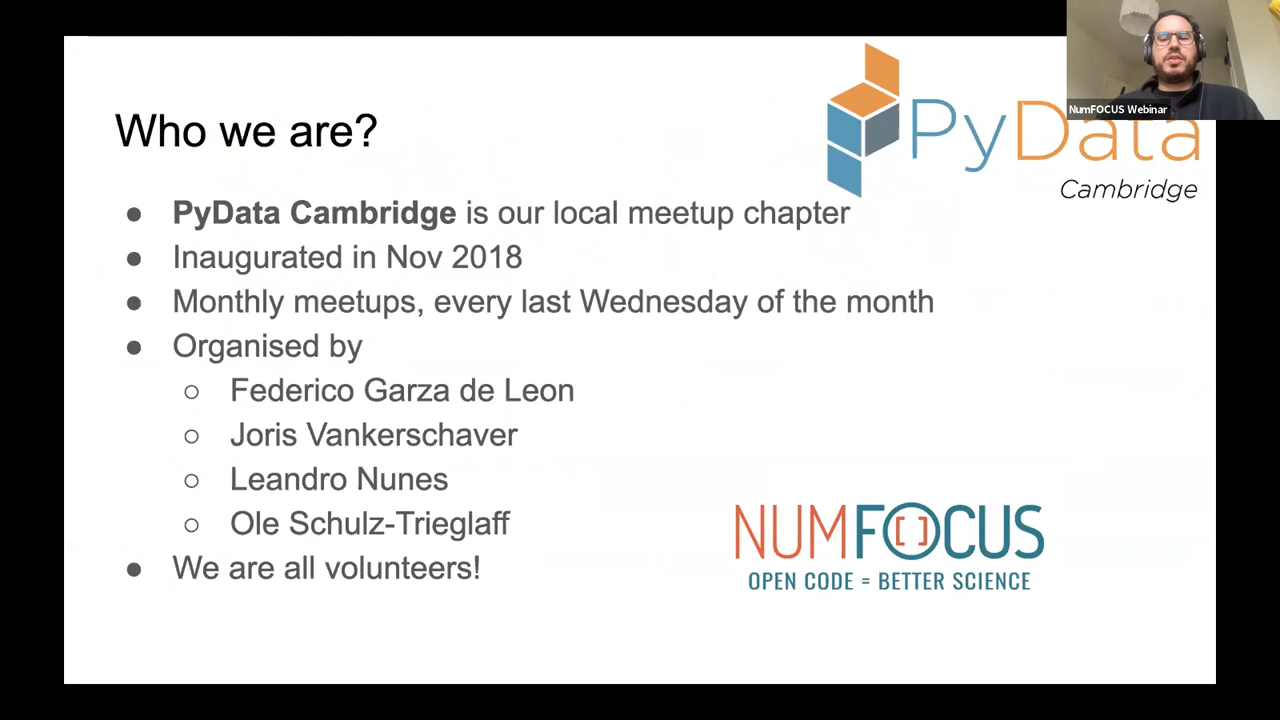 NumFOCUS Webinar
PyData
Cambridge
Who we are?
● PyData Cambridge is our local meetup chapter
● Inaugurated in Nov 2018
● Monthly meetups, every last Wednesday of the month
● Organised by
○ Federico Garza de Leon
○ Joris Vankerschaver
○ Leandro Nunes
○ Ole Schulz-Trieglaff
● We are all volunteers!
NUMFOCUS
OPEN CODE = BETTER SCIENCE